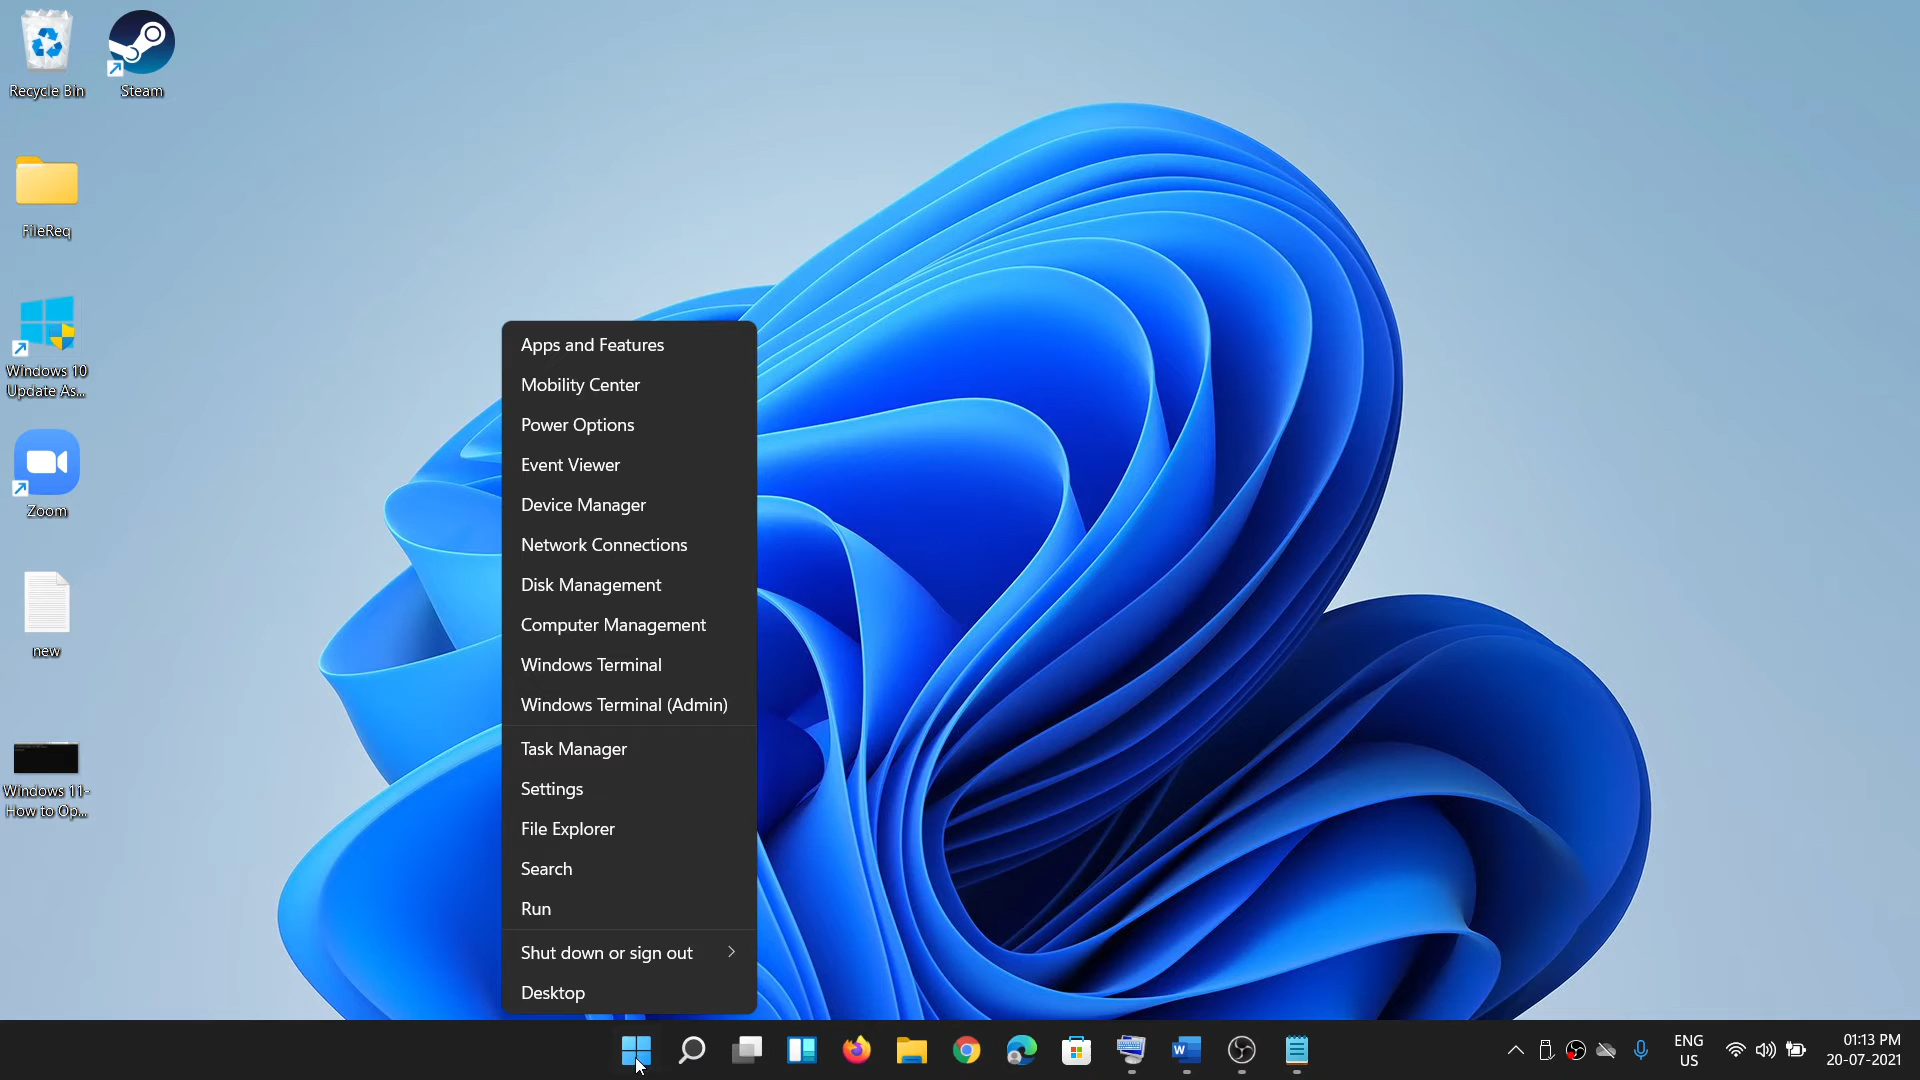 Recycle Bin
Steam
FileReq
Windows 10
Update As...
Zoom
new
Windows 11-
How to Op...
Apps and Features
Mobility Center
Power Options
Event Viewer
Device Manager
Network Connections
Disk Management
Computer Management
Windows Terminal
Windows Terminal (Admin)
Task Manager
Settings
File Explorer
Search
Run
Shut down or sign out
Desktop
W
ENG
US
01:13 PM
20-07-2021